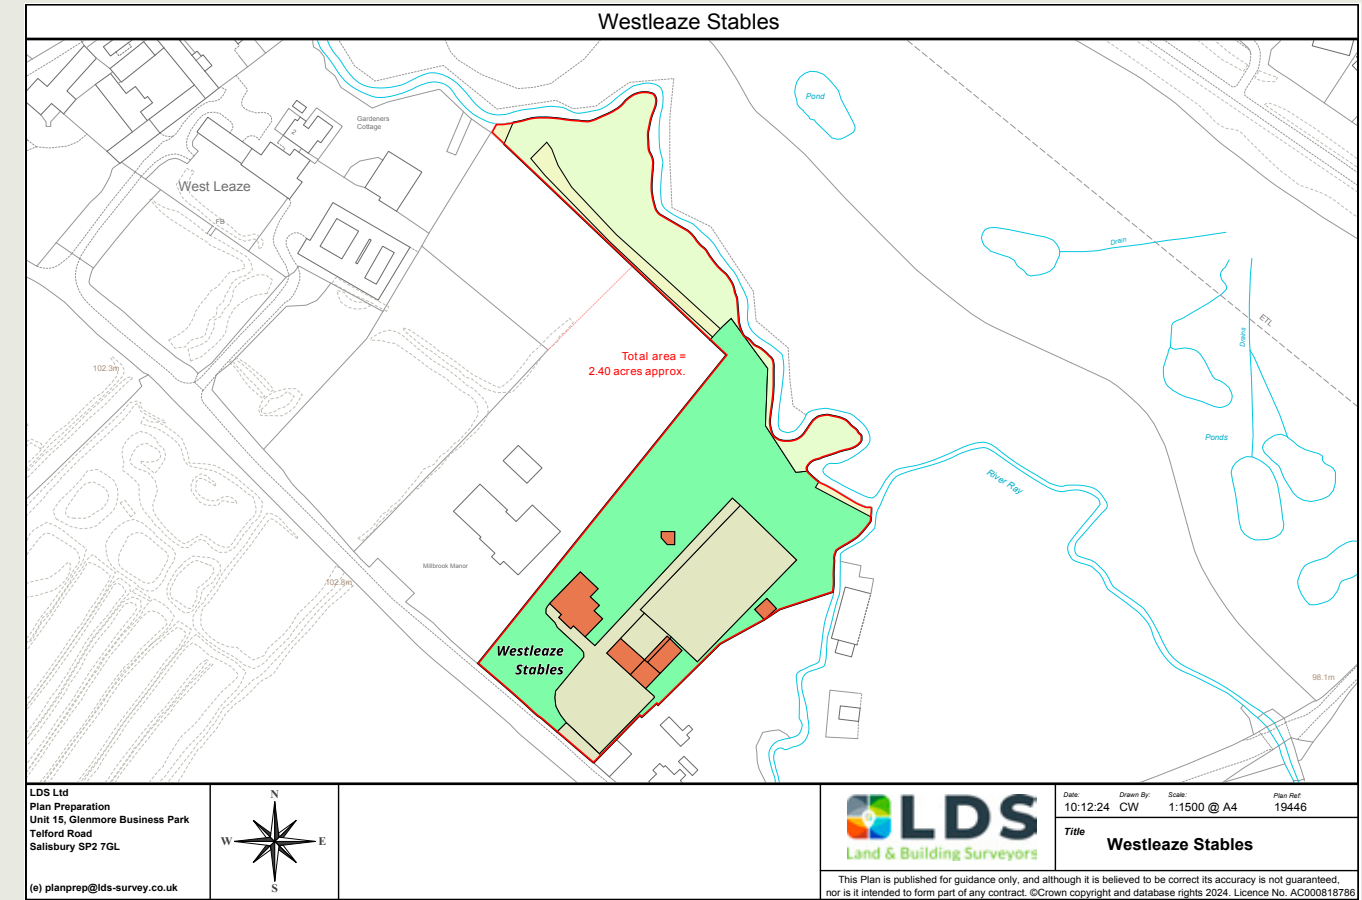 Westleaze Stables
Pond
Gardeners
Cottage
2
West Leaze
FB
Drain
ETL
Drains
Total area =
2.40 acres approx.
102.3m
Ponds
River Ray
Millbrook Manor
102.8m
Westleaze
Stables
98.1m
LDS Ltd
Plan Preparation
Unit 15, Glenmore Business Park
Telford Road
Salisbury SP2 7GL
(e) planprep@lds-survey.co.uk
N
W
E
S
LDS
Land & Building Surveyors
Date: Drawn By: Scale: Plan Ref:
10:12:24 CW 1:1500 @ A4 19446
Title
Westleaze Stables
This Plan is published for guidance only, and although it is believed to be correct its accuracy is not guaranteed,
nor is it intended to form part of any contract. ©Crown copyright and database rights 2024. Licence No. AC000818786